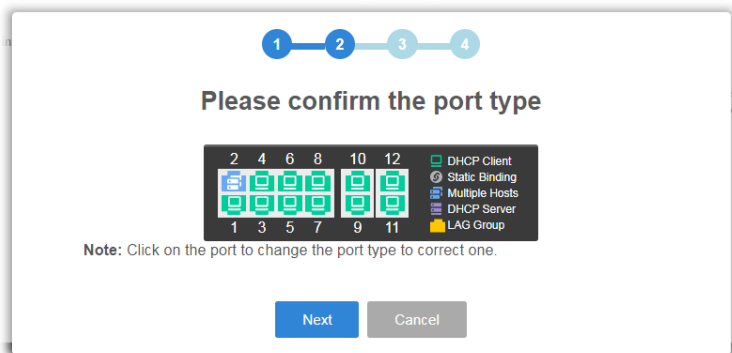 1 2 3 4
Please confirm the port type
2 4 6 8 10 12
DHCP Client
Static Binding
Multiple Hosts
DHCP Server
LAG Group
1 3 5 7 9 11
Note: Click on the port to change the port type to correct one.
Next Cancel